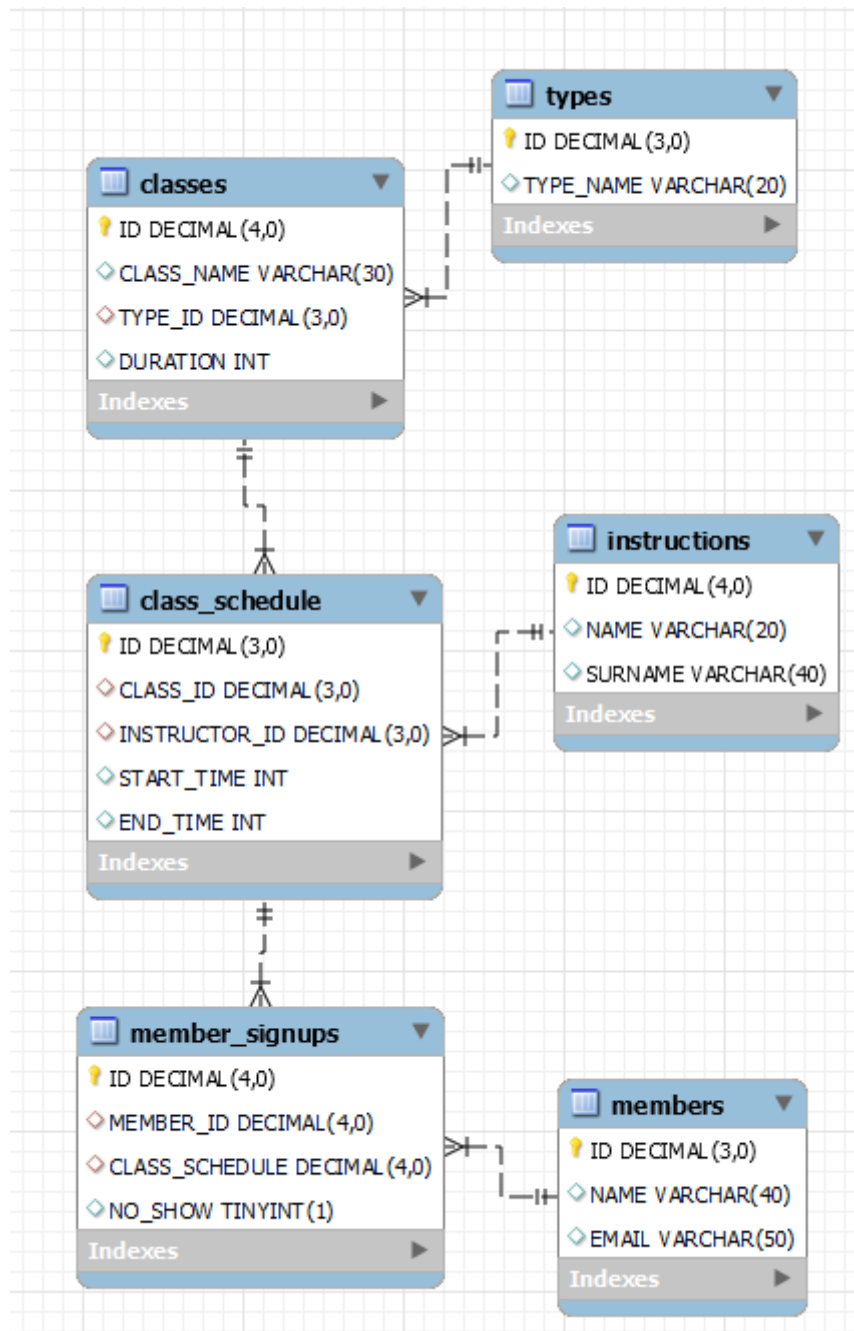 types
ID DECIMAL(3,0)
TYPE_NAME VARCHAR(20)
Indexes
classes
ID DECIMAL(4,0)
CLASS_NAME VARCHAR(30)
TYPE_ID DECIMAL(3,0)
DURATION INT
Indexes
instructions
ID DECIMAL(4,0)
NAME VARCHAR(20)
SURNAME VARCHAR(40)
Indexes
class_schedule
ID DECIMAL(3,0)
CLASS_ID DECIMAL(3,0)
INSTRUCTOR_ID DECIMAL(3,0)
START_TIME INT
END_TIME INT
Indexes
member_signups
ID DECIMAL(4,0)
MEMBER_ID DECIMAL(4,0)
CLASS_SCHEDULE DECIMAL(4,0)
NO_SHOW TINYINT(1)
Indexes
members
ID DECIMAL(3,0)
NAME VARCHAR(40)
EMAIL VARCHAR(50)
Indexes